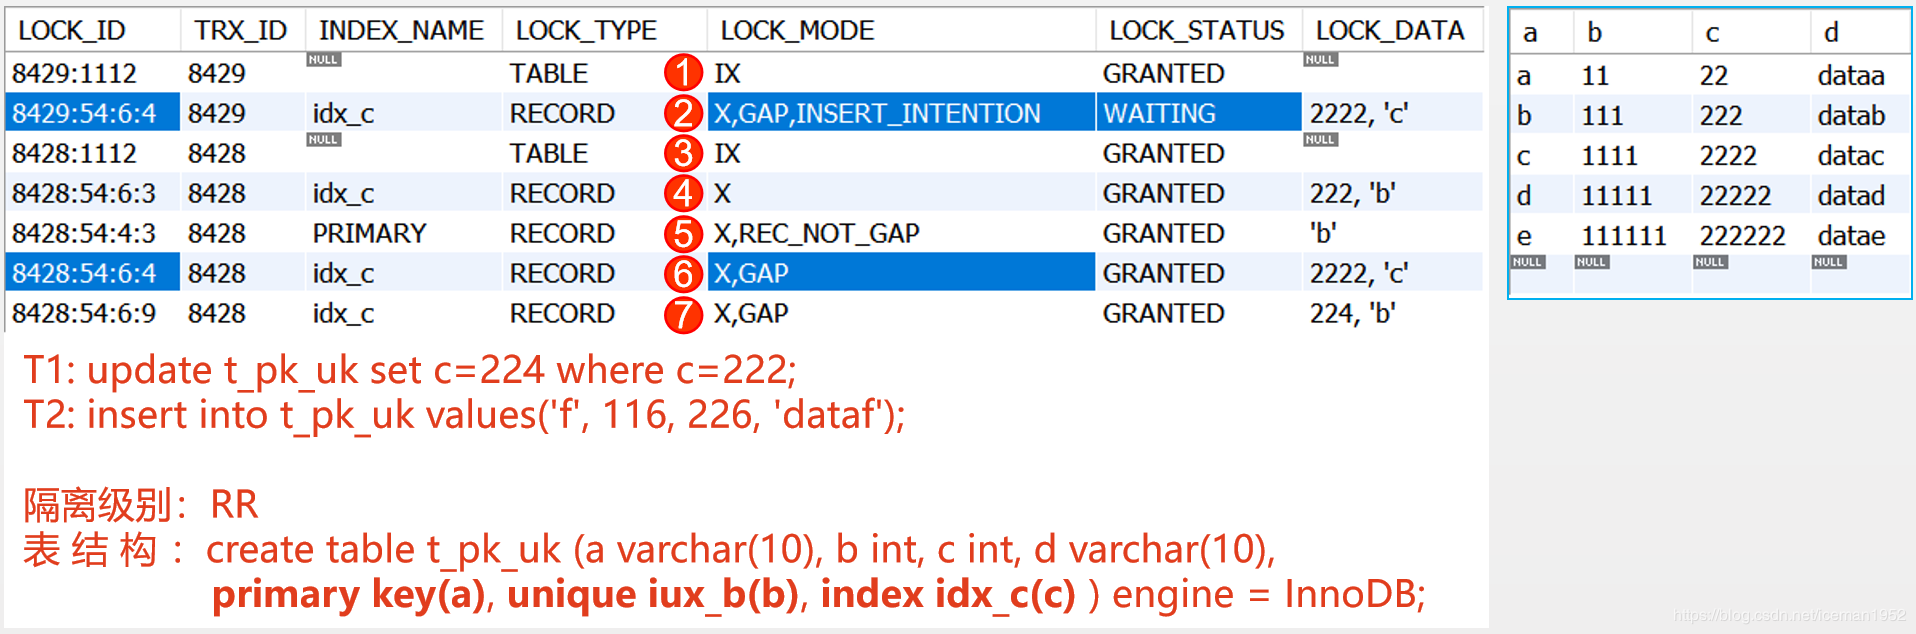 LOCK_ID TRX_ID INDEX_NAME LOCK_TYPE LOCK_MODE LOCK_STATUS LOCK_DATA
8429:1112 8429 NULL TABLE ① IX GRANTED NULL
8429:54:6:4 8429 idx_c RECORD ② X,GAP,INSERT_INTENTION WAITING 2222, 'c'
8428:1112 8428 NULL TABLE ③ IX GRANTED NULL
8428:54:6:3 8428 idx_c RECORD ④ X GRANTED 222, 'b'
8428:54:4:3 8428 PRIMARY RECORD ⑤ X,REC_NOT_GAP GRANTED 'b'
8428:54:6:4 8428 idx_c RECORD ⑥ X,GAP GRANTED 2222, 'c'
8428:54:6:9 8428 idx_c RECORD ⑦ X,GAP GRANTED 224, 'b'
a b c d
a 11 22 dataa
b 111 222 datab
c 1111 2222 datac
d 11111 22222 datad
e 111111 222222 datae
NULL NULL NULL NULL
T1: update t_pk_uk set c=224 where c=222;
T2: insert into t_pk_uk values('f', 116, 226, 'dataf');
隔离级别：RR
表 结 构 ：create table t_pk_uk (a varchar(10), b int, c int, d varchar(10),
primary key(a), unique iux_b(b), index idx_c(c) ) engine = InnoDB;
https://blog.csdn.net/iceman1952